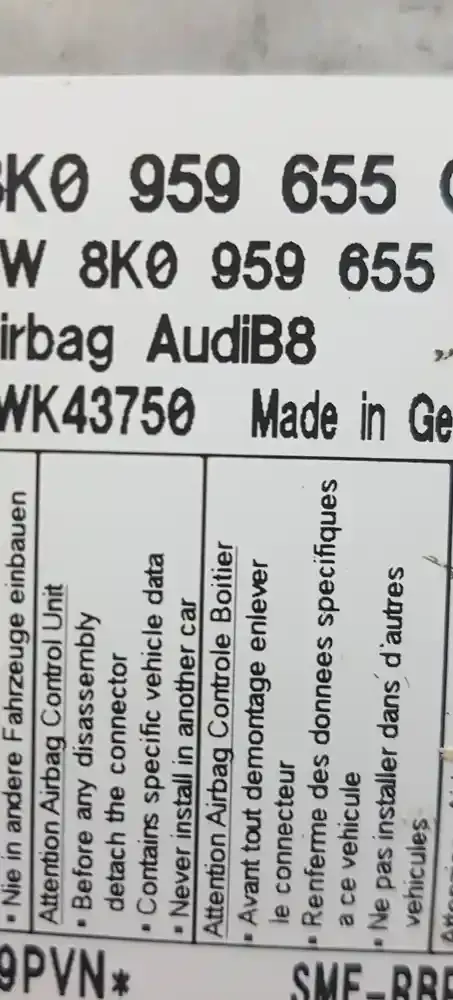 8K0 959 655
W 8K0 959 655
irbag AudiB8
WK43750 Made in Ge
• Nie in andere Fahrzeuge einbauen
Attention Airbag Control Unit
• Before any disassembly
detach the connector
• Contains specific vehicle data
• Never install in another car
Attention Airbag Controle Boitier
• Avant tout demontage enlever
le connecteur
• Renferme des donnees specifiques
a ce vehicule
• Ne pas installer dans d'autres
vehicules
9PVN*